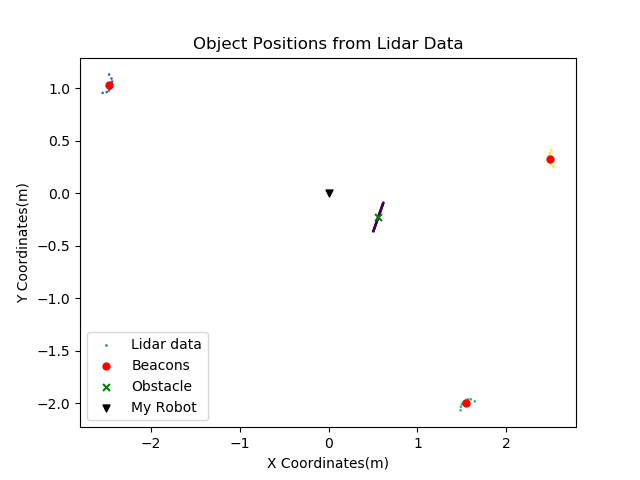 Object Positions from Lidar Data
1.0
0.5
0.0
−0.5
−1.0
−1.5
−2.0
Y Coordinates(m)
Lidar data
Beacons
Obstacle
My Robot
−2
−1
0
1
2
X Coordinates(m)